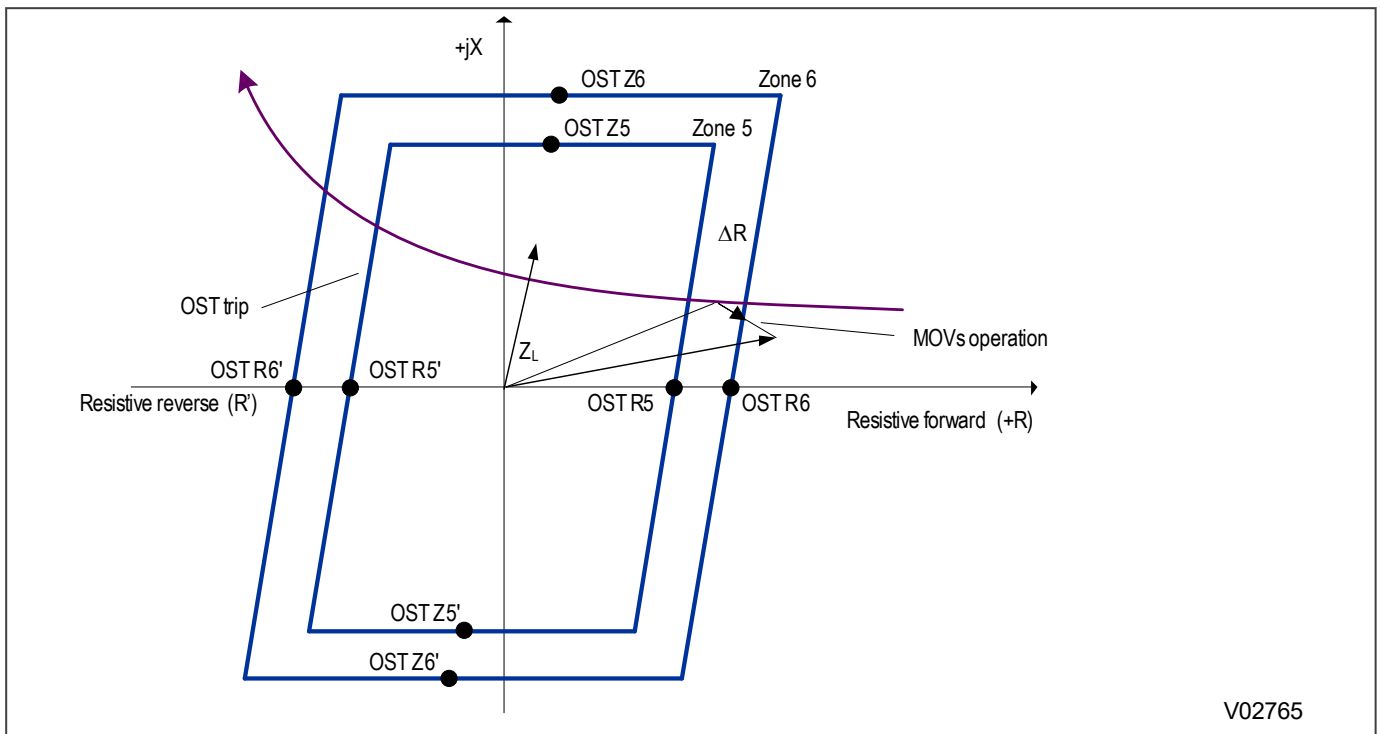 +jX
OST Z6
Zone 6
OST Z5
Zone 5
ΔR
OST trip
MOVs operation
ZL
OST R6'
OST R5'
OST R5
OST R6
Resistive reverse (R')
Resistive forward (+R)
OST Z5'
OST Z6'
V02765